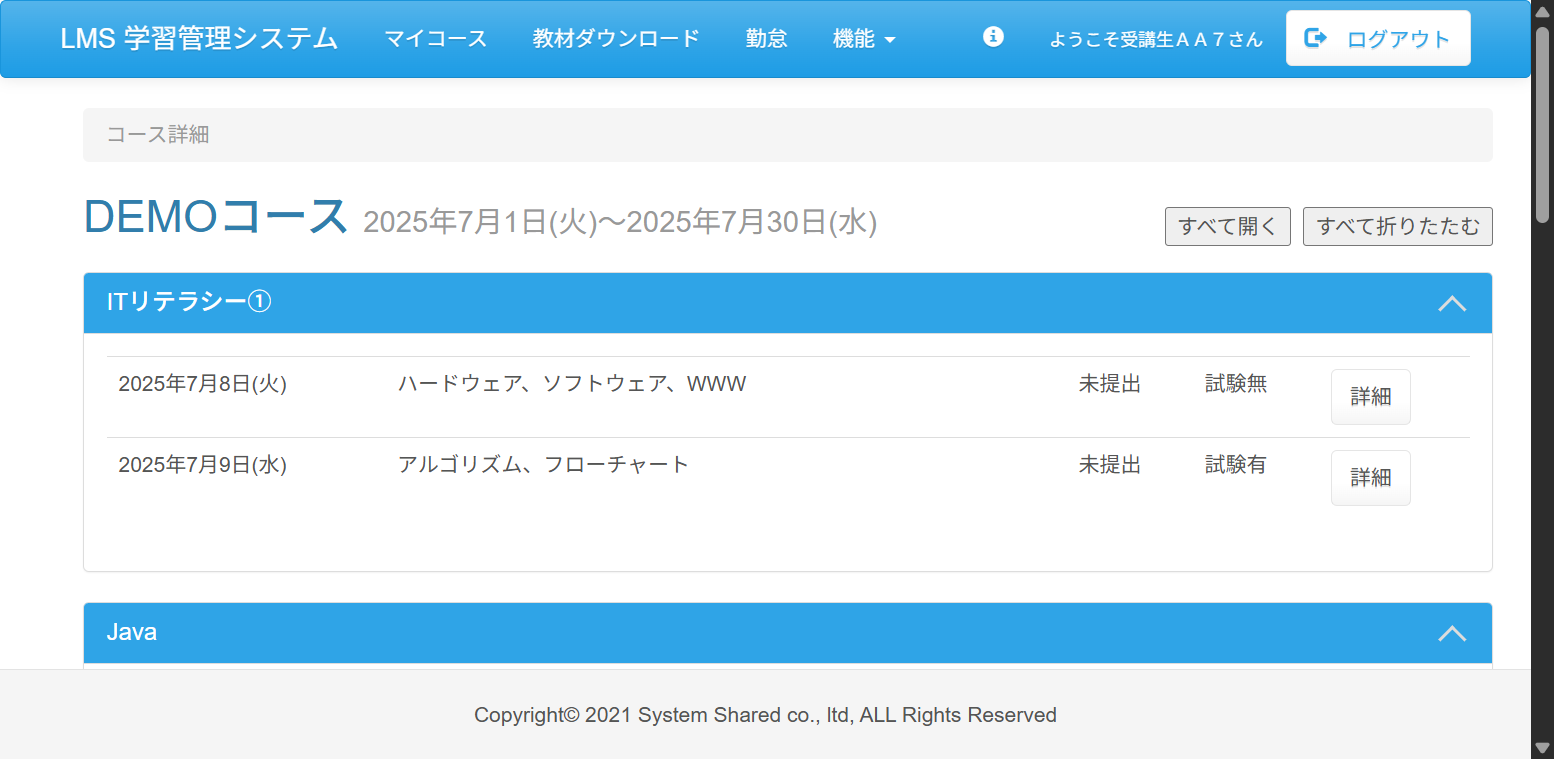 LMS 学習管理システム マイコース 教材ダウンロード 勤怠 機能 ようこそ受講生ＡＡ７さん ログアウト
コース詳細
DEMOコース 2025年7月1日(火)～2025年7月30日(水) すべて開く すべて折りたたむ
ITリテラシー①
2025年7月8日(火) ハードウェア、ソフトウェア、WWW 未提出 試験無 詳細
2025年7月9日(水) アルゴリズム、フローチャート 未提出 試験有 詳細
Java
Copyright© 2021 System Shared co., ltd, ALL Rights Reserved